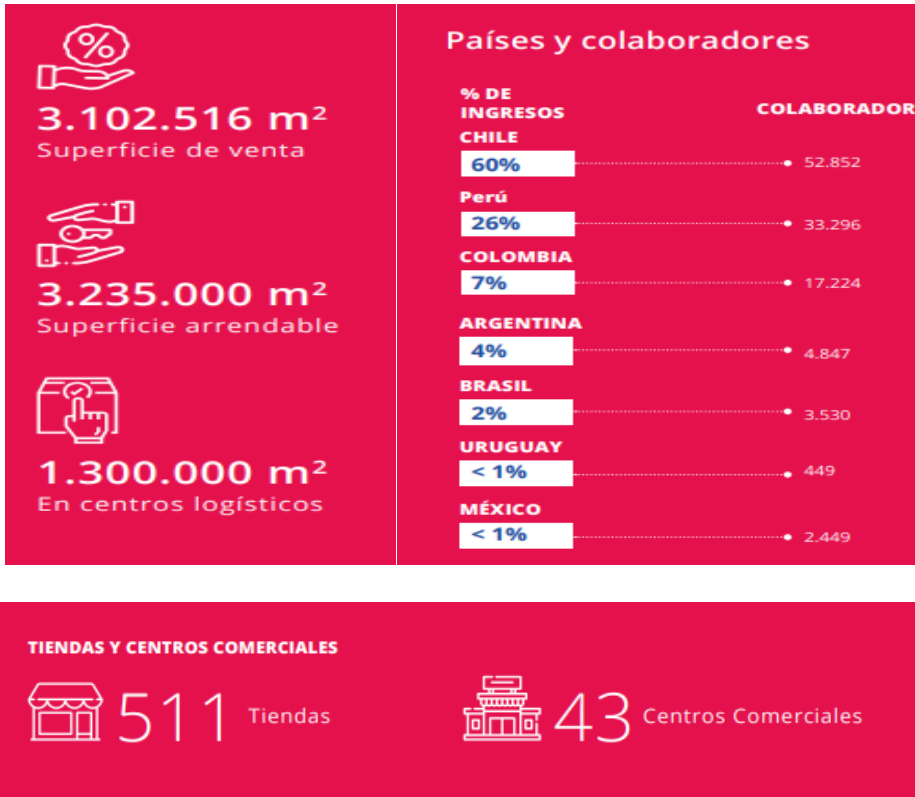 %
3.102.516 m²
Superficie de venta
3.235.000 m²
Superficie arrendable
1.300.000 m²
En centros logísticos
Países y colaboradores
% DE
INGRESOS
COLABORADOR
CHILE
60% 52.852
Perú
26% 33.296
COLOMBIA
7% 17.224
ARGENTINA
4% 4.847
BRASIL
2% 3.530
URUGUAY
< 1% 449
MÉXICO
< 1% 2.449
TIENDAS Y CENTROS COMERCIALES
511 Tiendas
43 Centros Comerciales